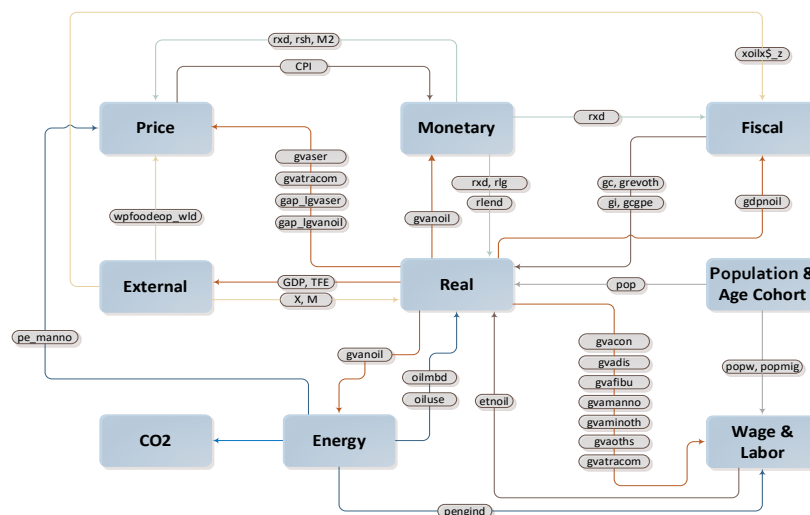 rxd, rsh, M2
xoilx$_z
CPI
Price
Monetary
rxd
Fiscal
gvaser
gvatracom
gap_lgvaser
gap_lgvanoil
rxd, rlg
rlend
gc, grevoth
gi, gcgpe
gdpnoil
wpfoodeop_wld
gvanoil
External
GDP, TFE
X, M
Real
pop
Population &
Age Cohort
pe_manno
gvanoil
oilmbd
oiluse
etnoil
gvacon
gvadis
gvafibu
gvamanno
gvaminoth
gvaoths
gvatracom
popw, popmig
CO2
Energy
Wage &
Labor
pengind